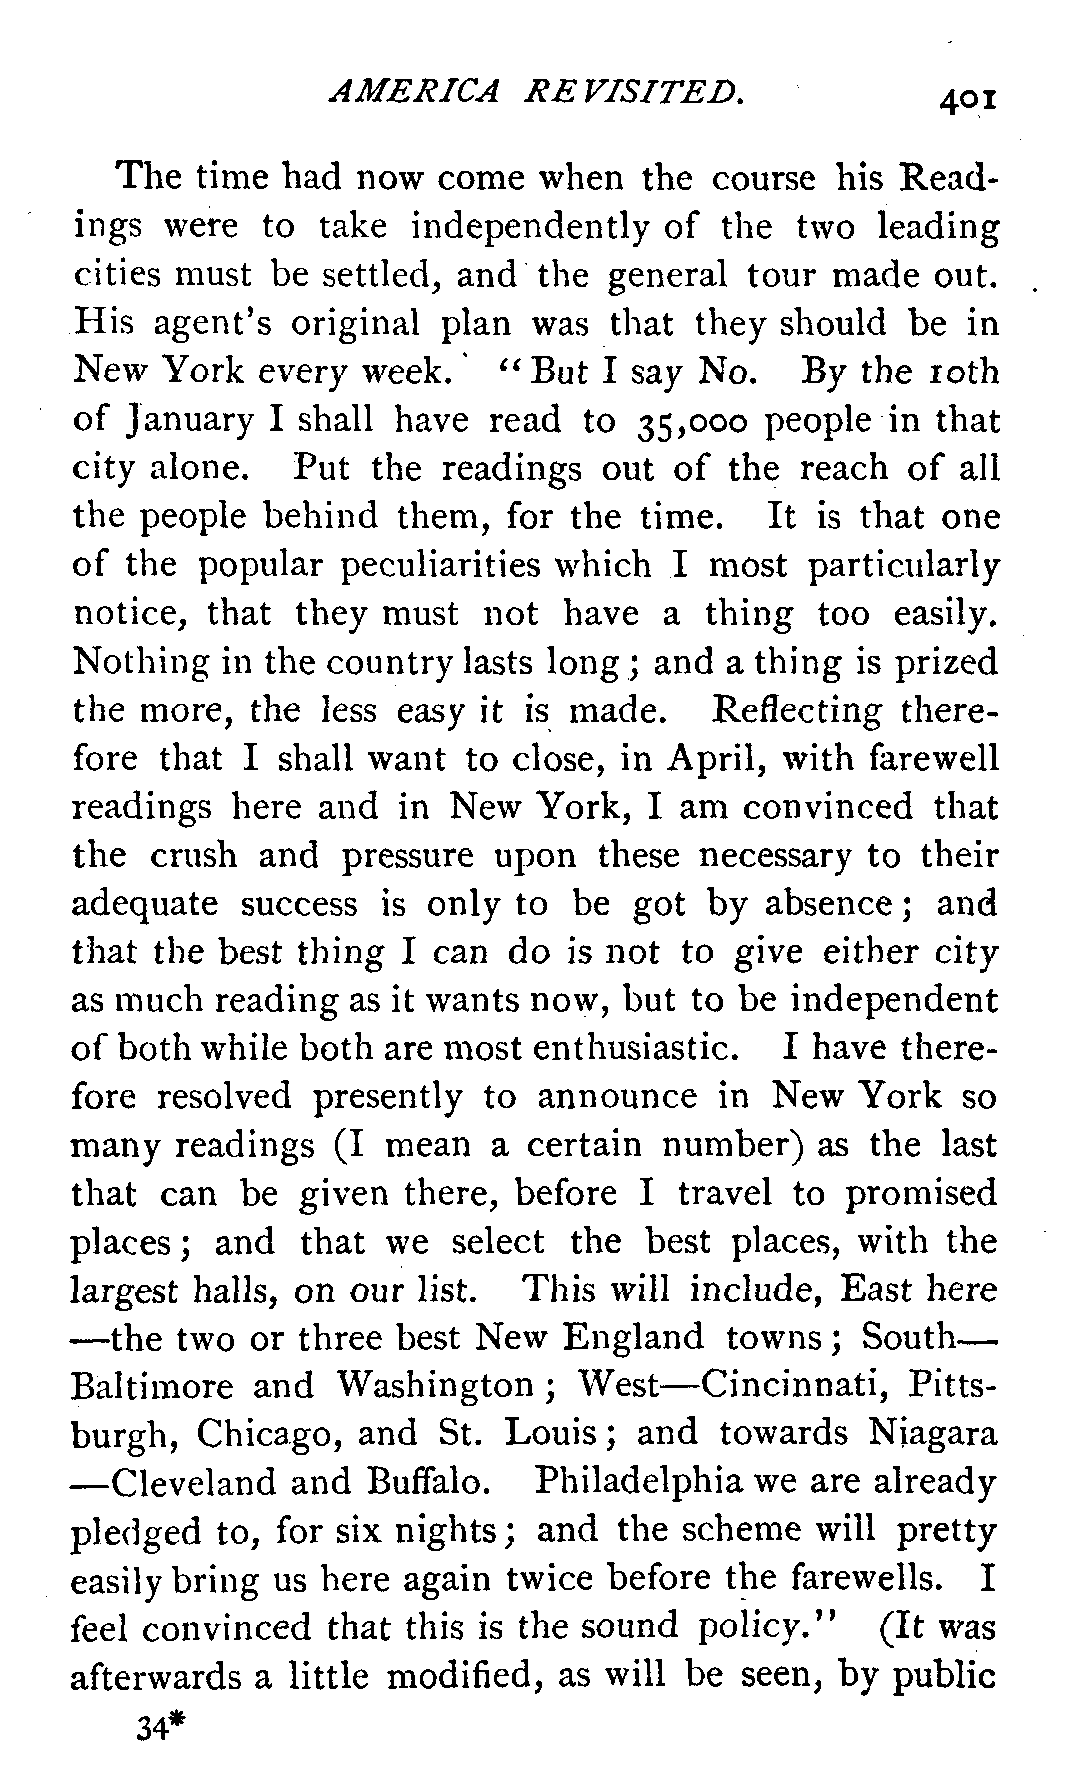 AMERICA REVISITED. 401
The time had now come when the course his Read-
ings were to take independently of the two leading
cities must be settled, and the general tour made out.
His agent's original plan was that they should be in
New York every week. "But I say No. By the 10th
of January I shall have read to 35,000 people in that
city alone. Put the readings out of the reach of all
the people behind them, for the time. It is that one
of the popular peculiarities which I most particularly
notice, that they must not have a thing too easily.
Nothing in the country lasts long; and a thing is prized
the more, the less easy it is made. Reflecting there-
fore that I shall want to close, in April, with farewell
readings here and in New York, I am convinced that
the crush and pressure upon these necessary to their
adequate success is only to be got by absence; and
that the best thing I can do is not to give either city
as much reading as it wants now, but to be independent
of both while both are most enthusiastic. I have there-
fore resolved presently to announce in New York so
many readings (I mean a certain number) as the last
that can be given there, before I travel to promised
places; and that we select the best places, with the
largest halls, on our list. This will include, East here
—the two or three best New England towns; South—
Baltimore and Washington; West—Cincinnati, Pitts-
burgh, Chicago, and St. Louis; and towards Niagara
—Cleveland and Buffalo. Philadelphia we are already
pledged to, for six nights; and the scheme will pretty
easily bring us here again twice before the farewells. I
feel convinced that this is the sound policy." (It was
afterwards a little modified, as will be seen, by public
34*